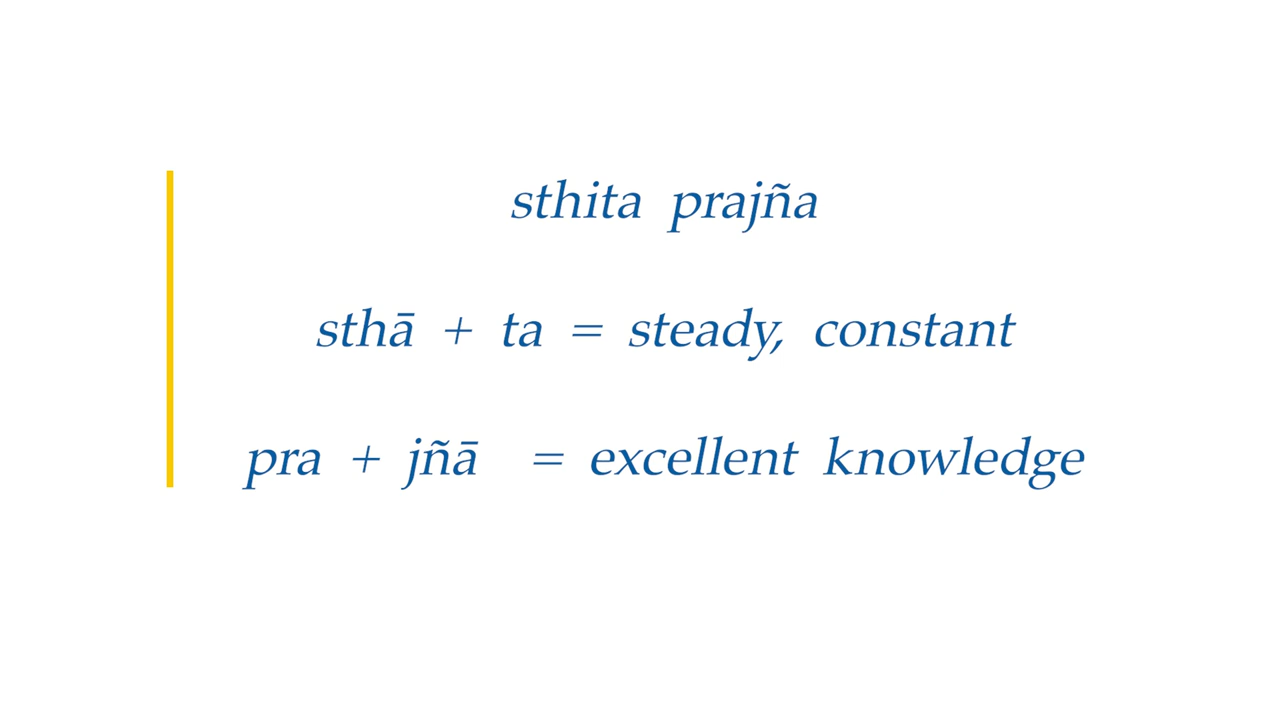 sthita prajña
sthā + ta = steady, constant
pra + jñā = excellent knowledge